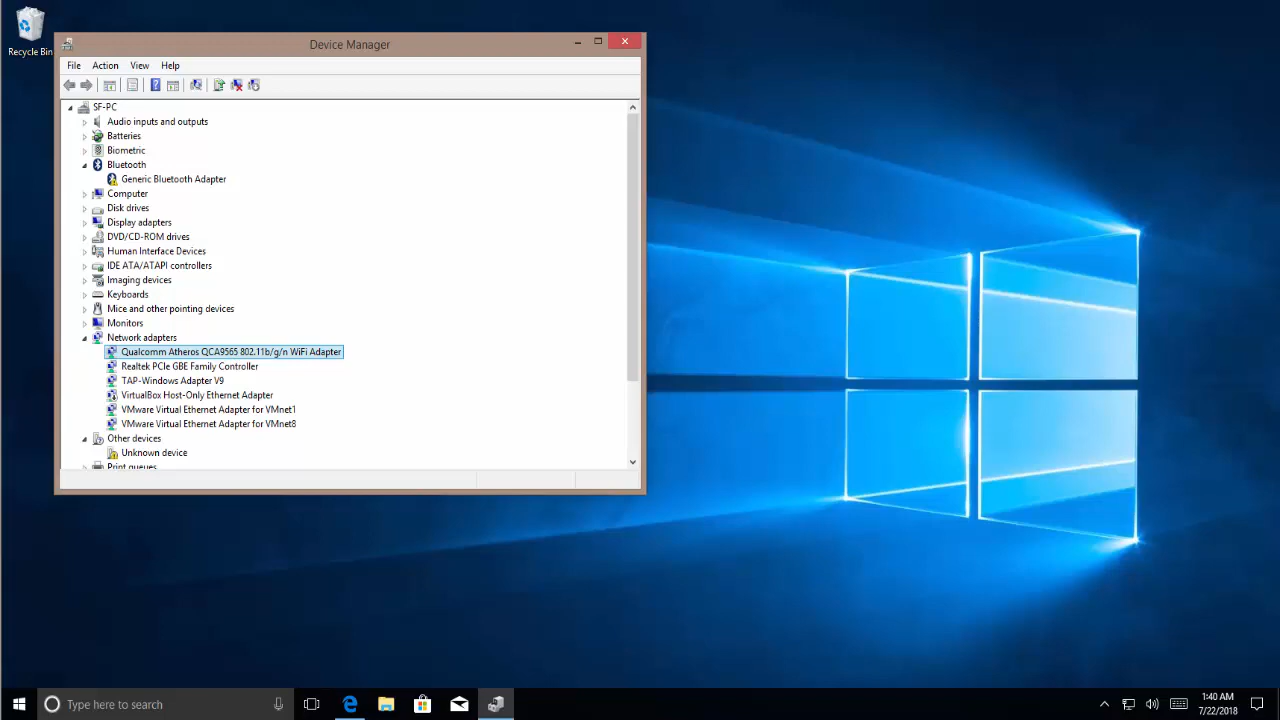 Recycle Bin
Device Manager
File Action View Help
SF-PC
Audio inputs and outputs
Batteries
Biometric
Bluetooth
Generic Bluetooth Adapter
Computer
Disk drives
Display adapters
DVD/CD-ROM drives
Human Interface Devices
IDE ATA/ATAPI controllers
Imaging devices
Keyboards
Mice and other pointing devices
Monitors
Network adapters
Qualcomm Atheros QCA9565 802.11b/g/n WiFi Adapter
Realtek PCIe GBE Family Controller
TAP-Windows Adapter V9
VirtualBox Host-Only Ethernet Adapter
VMware Virtual Ethernet Adapter for VMnet1
VMware Virtual Ethernet Adapter for VMnet8
Other devices
Unknown device
Print queues
Type here to search
1:40 AM
7/22/2018